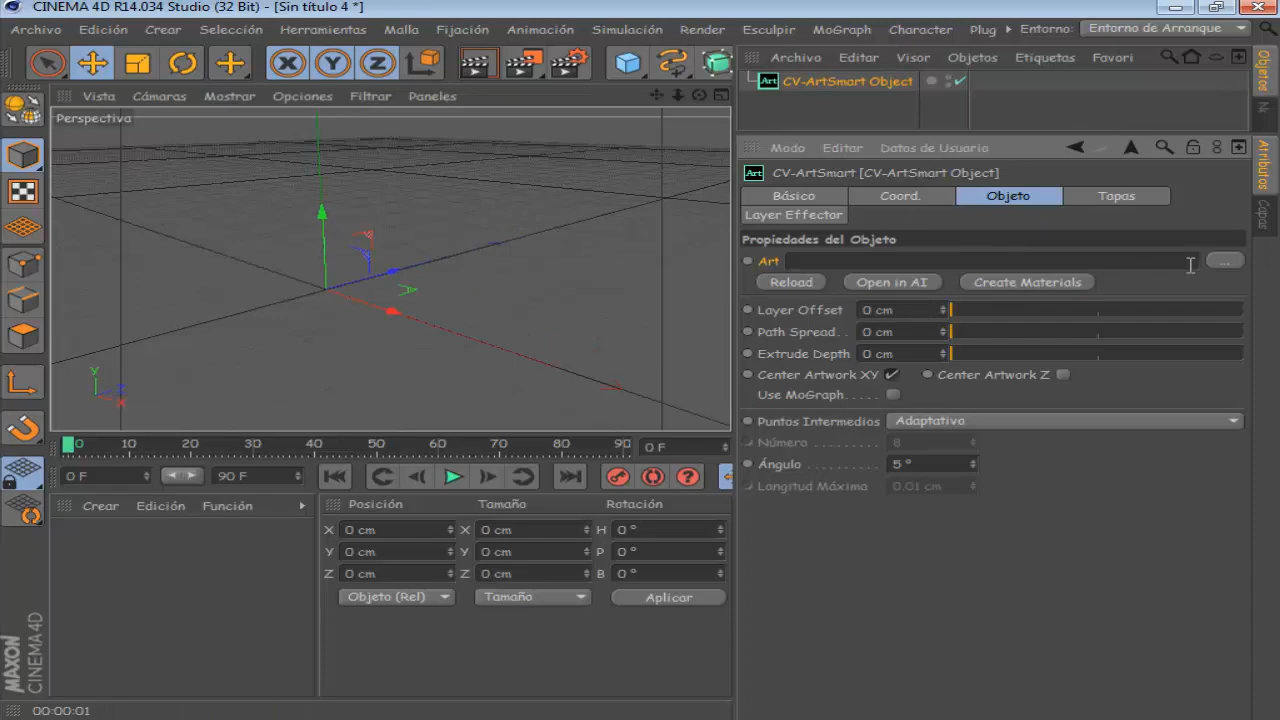 CINEMA 4D R14.034 Studio (32 Bit) - [Sin título 4 *]
Archivo Edición Crear Selección Herramientas Malla Fijación Animación Simulación Render Esculpir MoGraph Character Plug Entorno: Entorno de Arranque
X Y Z
Archivo Editar Visor Objetos Etiquetas Favori
Art CV-ArtSmart Object
Vista Cámaras Mostrar Opciones Filtrar Paneles
Perspectiva
Y Z X
Modo Editar Datos de Usuario
Art CV-ArtSmart [CV-ArtSmart Object]
Básico Coord. Objeto Tapas
Layer Effector
Propiedades del Objeto
Art ...
Reload Open in AI Create Materials
Layer Offset 0 cm
Path Spread. . 0 cm
Extrude Depth 0 cm
Center Artwork XY Center Artwork Z
Use MoGraph. . . . .
Puntos Intermedios Adaptativo
Número . . . . . . . . . 8
Ángulo . . . . . . . . . . 5 °
Longitud Máxima 0.01 cm
Objetos
Atributos
Capas
0 10 20 30 40 50 60 70 80 90 0 F
0 F 90 F
Crear Edición Función
Posición Tamaño Rotación
X 0 cm X 0 cm H 0 °
Y 0 cm Y 0 cm P 0 °
Z 0 cm Z 0 cm B 0 °
Objeto (Rel) Tamaño Aplicar
MAXON
CINEMA 4D
00:00:01